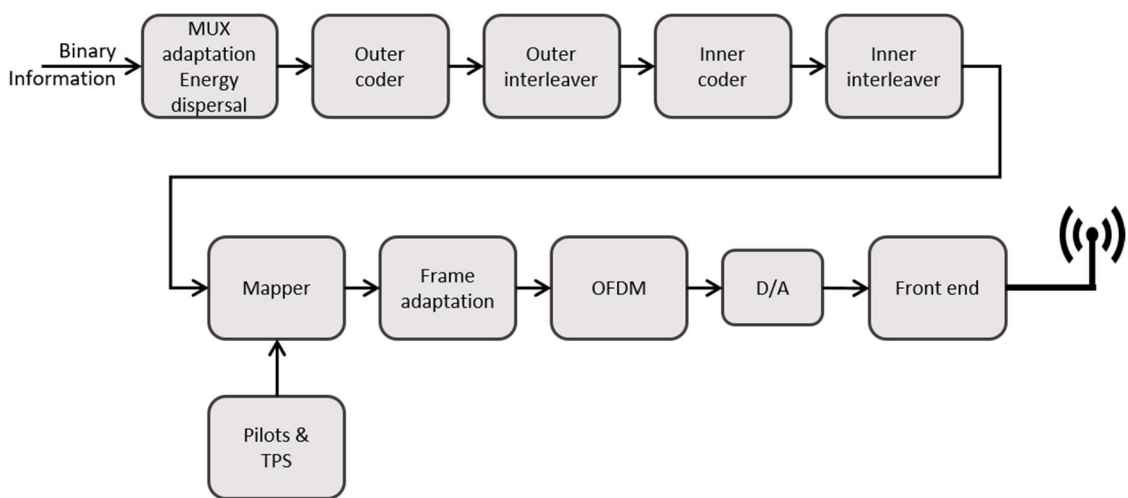 Binary
Information
MUX
adaptation
Energy
dispersal
Outer
coder
Outer
interleaver
Inner
coder
Inner
interleaver
Mapper
Frame
adaptation
OFDM
D/A
Front end
Pilots &
TPS